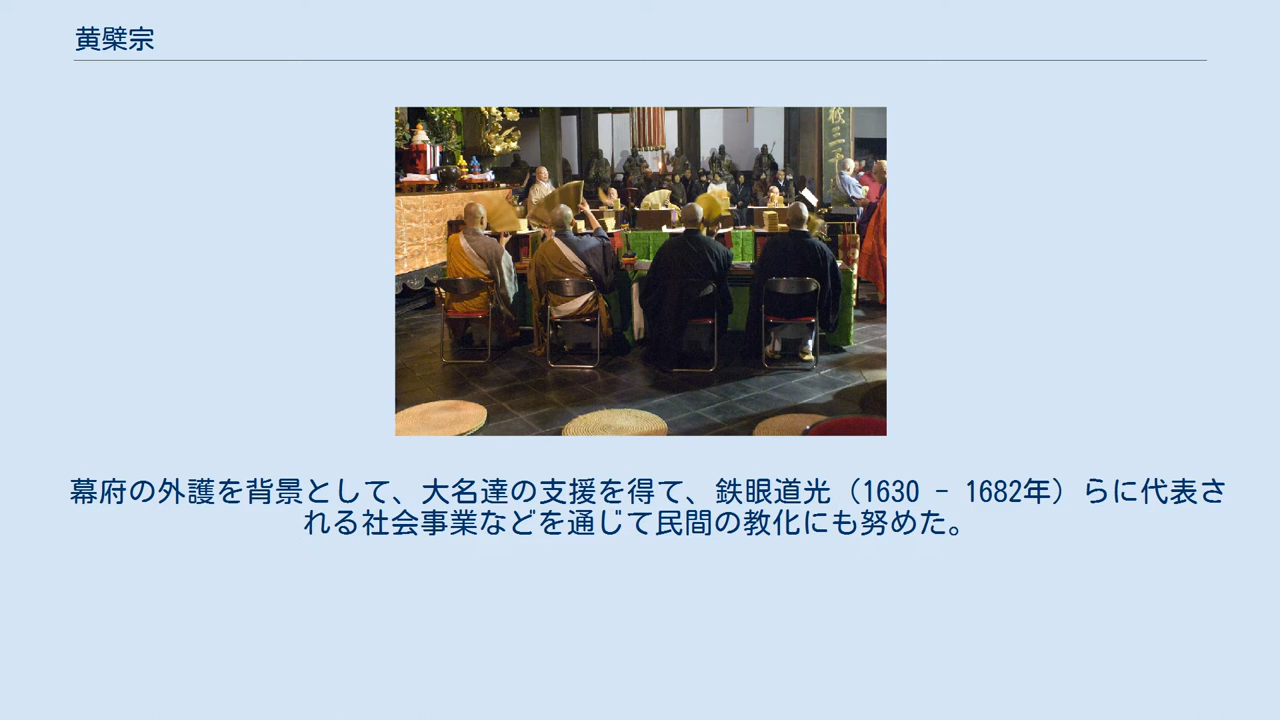 黄檗宗
幕府の外護を背景として、大名達の支援を得て、鉄眼道光（1630 - 1682年）らに代表さ
れる社会事業などを通じて民間の教化にも努めた。